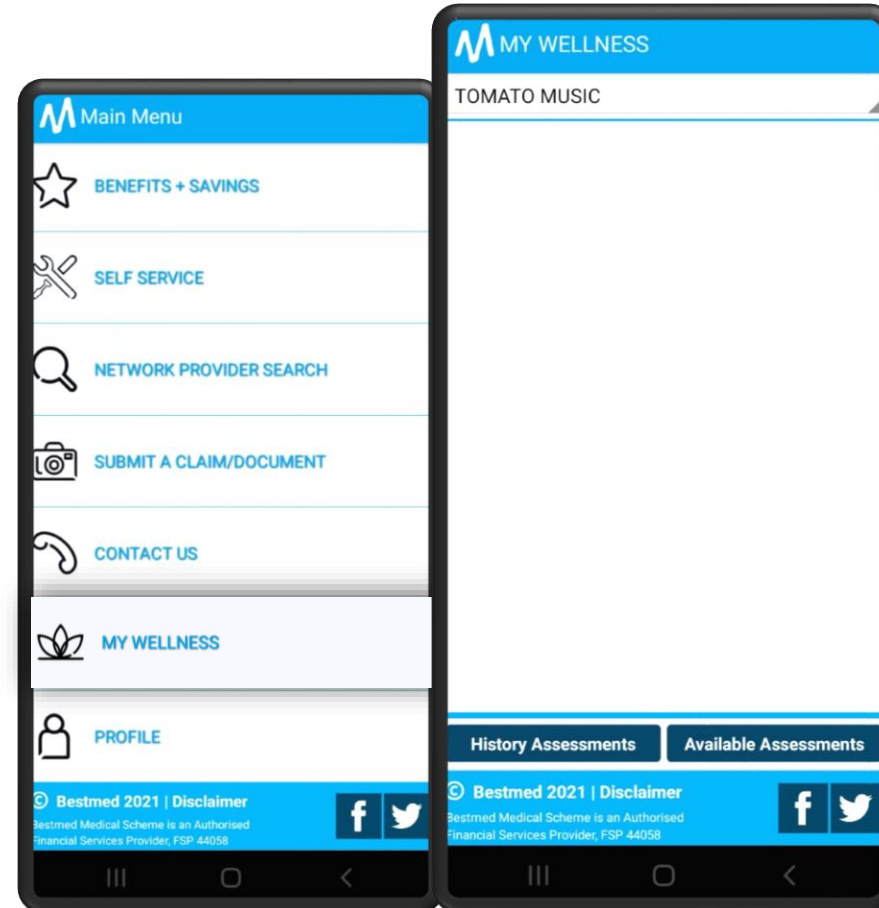 Main Menu
BENEFITS + SAVINGS
SELF SERVICE
NETWORK PROVIDER SEARCH
SUBMIT A CLAIM/DOCUMENT
CONTACT US
MY WELLNESS
PROFILE
© Bestmed 2021 | Disclaimer
Bestmed Medical Scheme is an Authorised
Financial Services Provider, FSP 44058
MY WELLNESS
TOMATO MUSIC
History Assessments
Available Assessments
© Bestmed 2021 | Disclaimer
Bestmed Medical Scheme is an Authorised
Financial Services Provider, FSP 44058